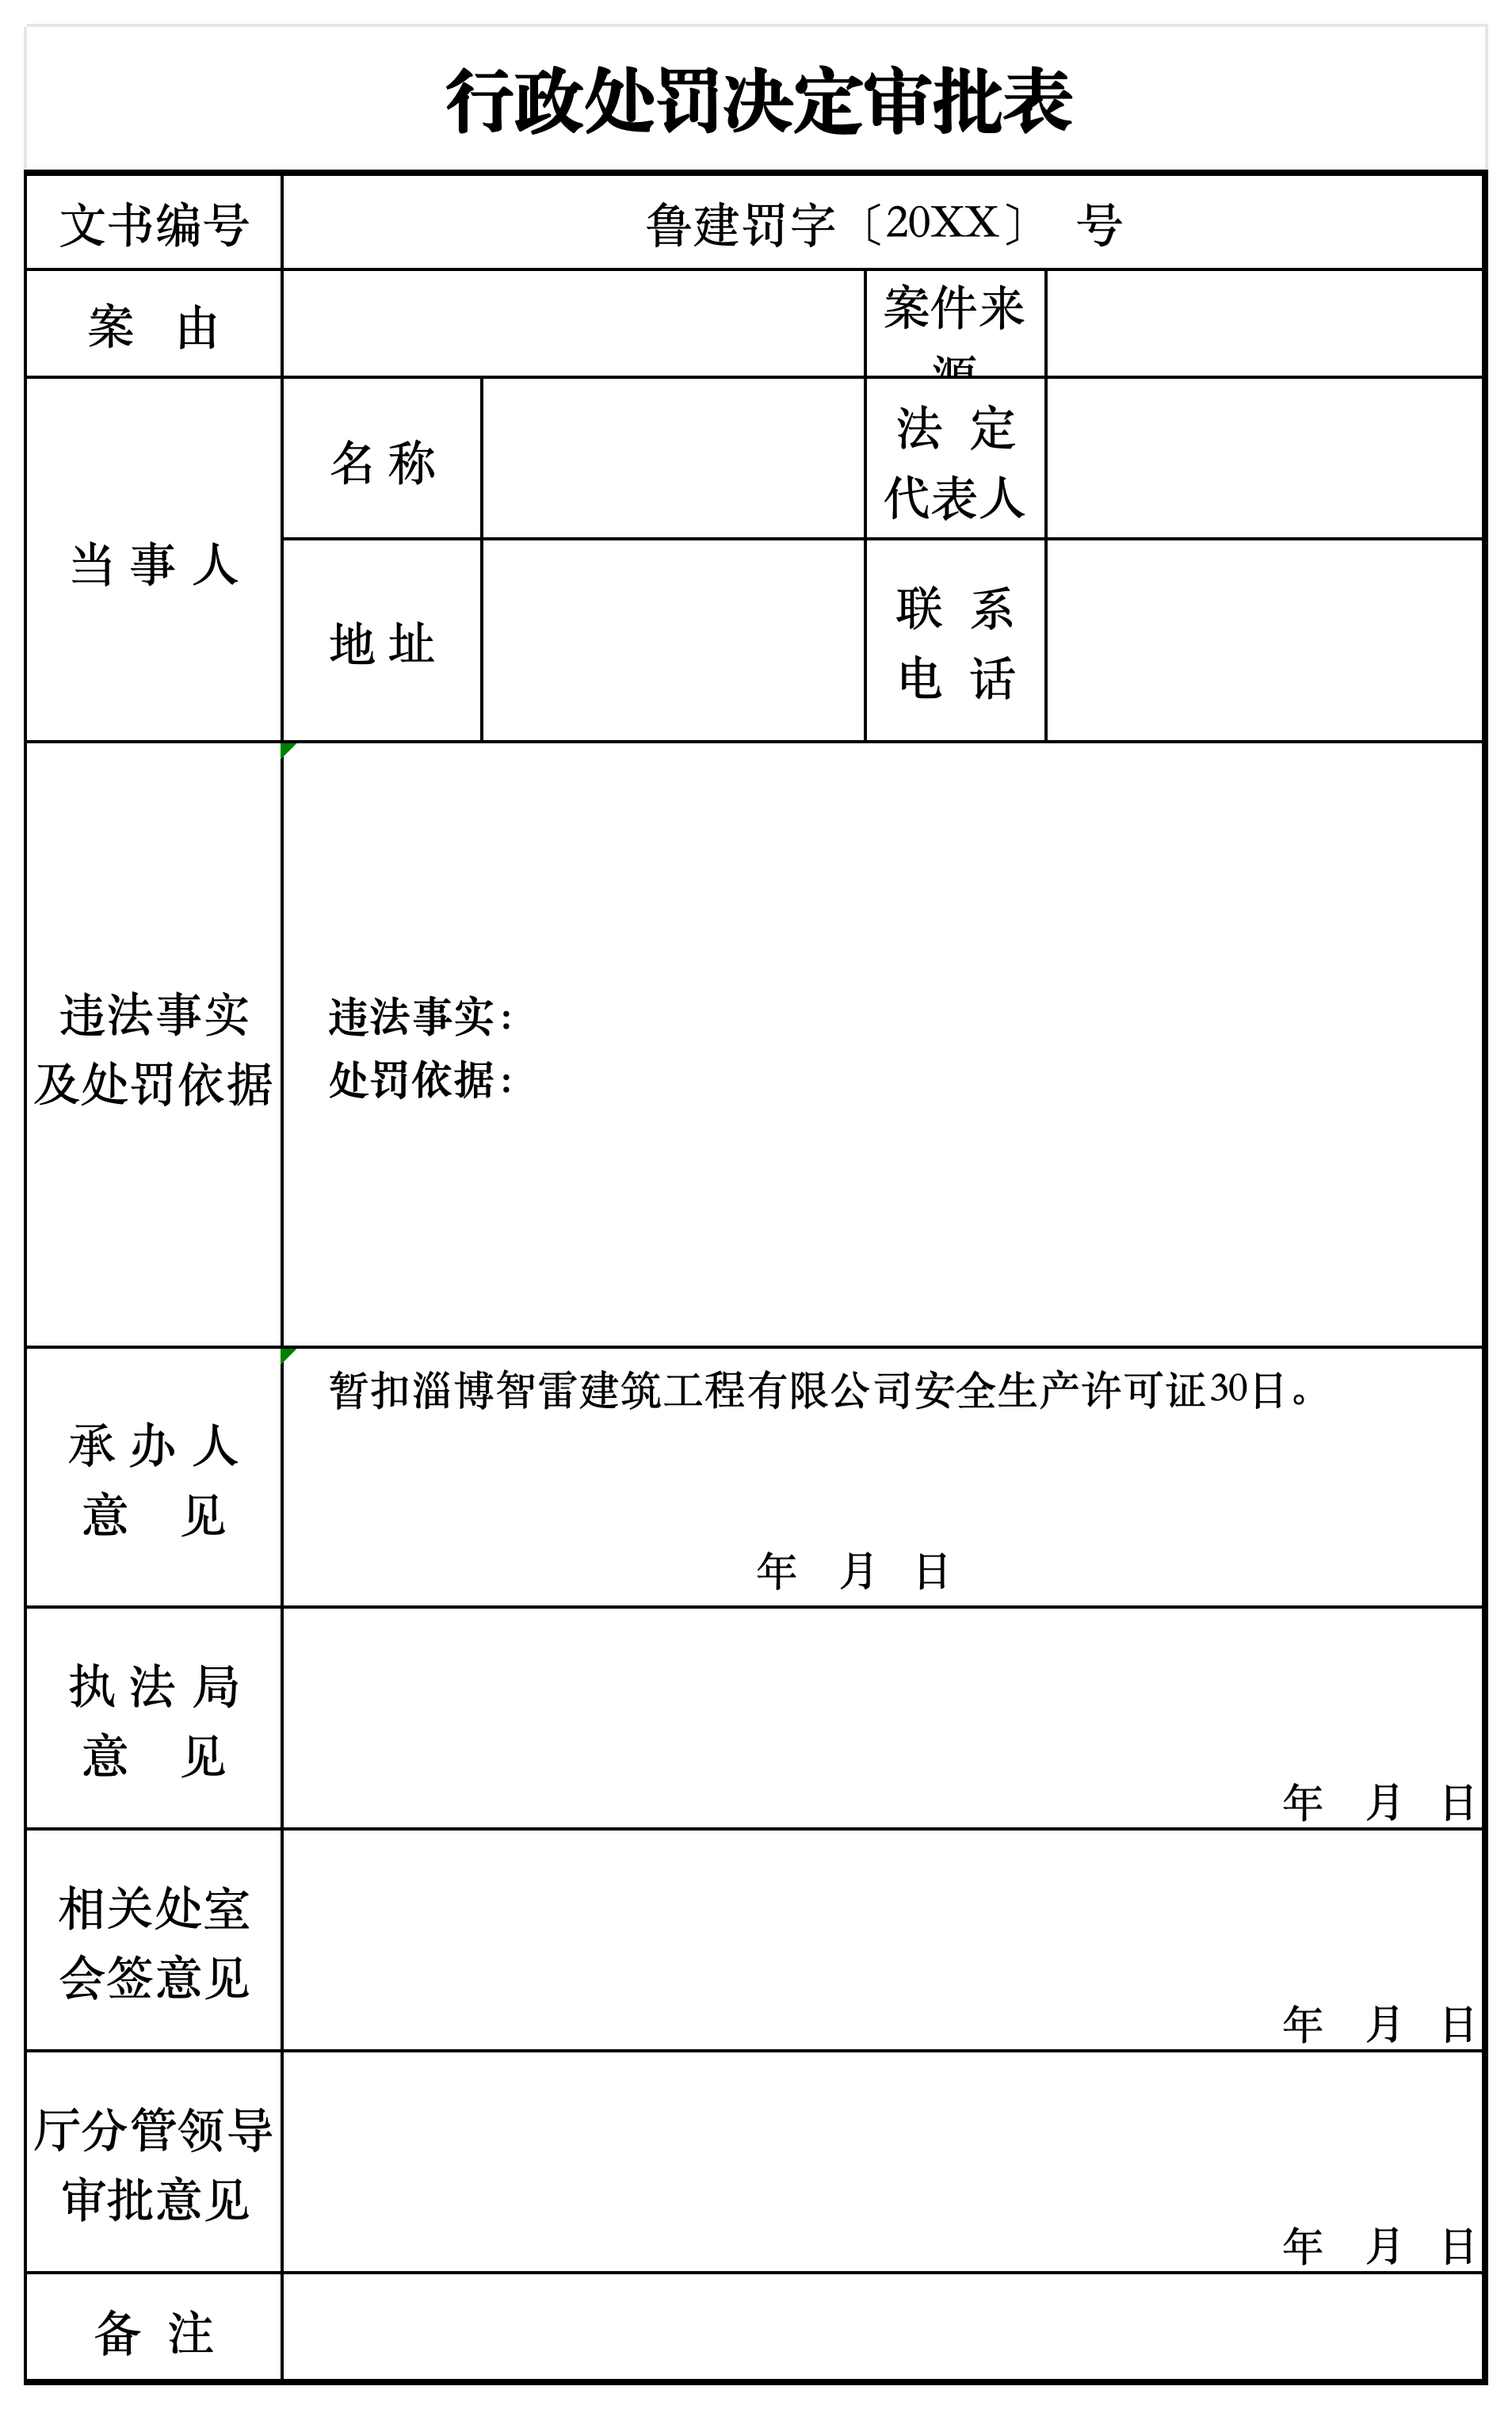 行政处罚决定审批表
文书编号 鲁建罚字〔20XX〕 号
案 由 案件来
源
名 称 法 定
代表人
当 事 人
地 址 联 系
电 话
违法事实
及处罚依据
违法事实：
处罚依据：
暂扣淄博智雷建筑工程有限公司安全生产许可证30日。
承 办 人
意 见
年 月 日
执 法 局
意 见
年 月 日
相关处室
会签意见
年 月 日
厅分管领导
审批意见
年 月 日
备 注